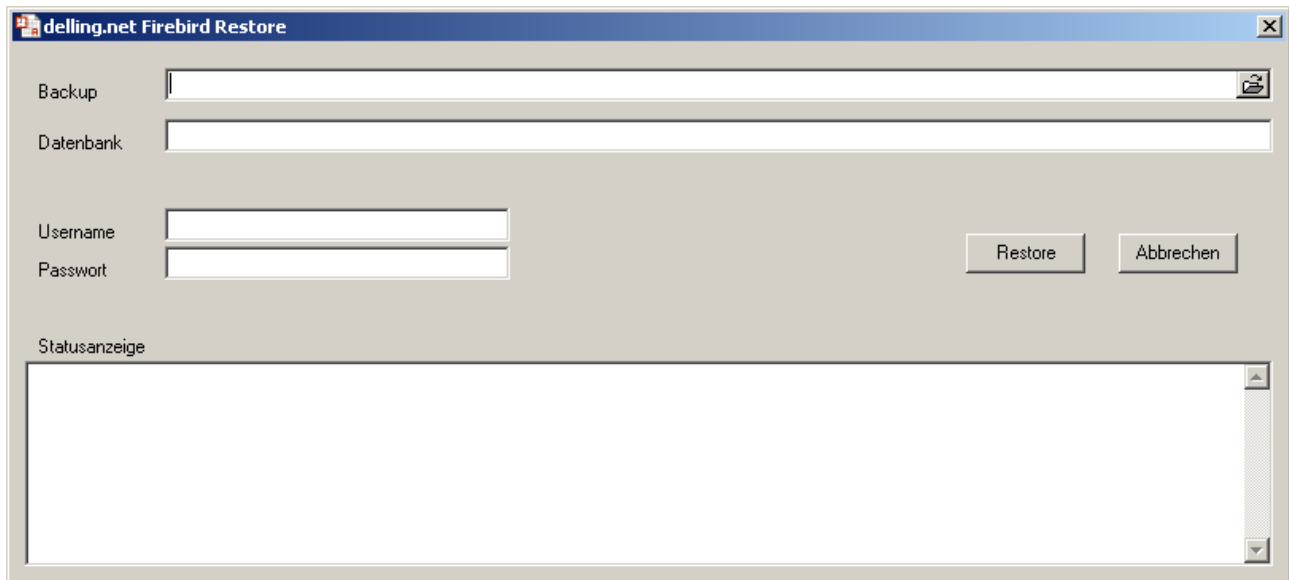 delling.net Firebird Restore
Backup
Datenbank
Username
Passwort
Restore Abbrechen
Statusanzeige